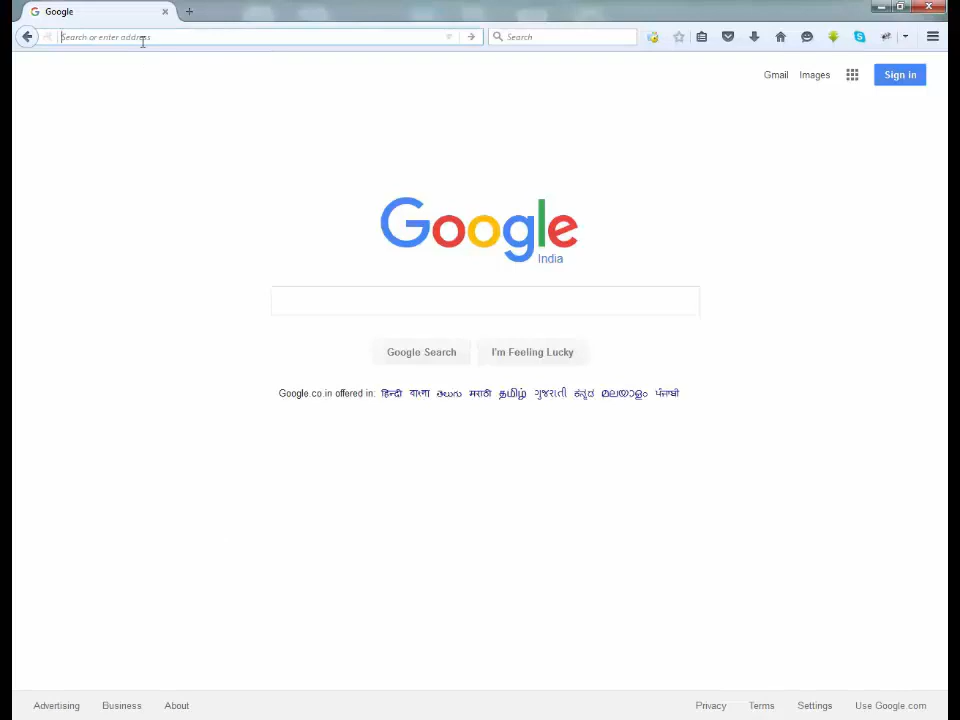 Google
Search or enter address
Search
Gmail Images Sign in
Google
India
Google Search I'm Feeling Lucky
Google.co.in offered in: हिन्दी বাংলা తెలుగు मराठी தமிழ் ગુજરાતી ಕನ್ನಡ മലയാളം ਪੰਜਾਬੀ
Advertising Business About Privacy Terms Settings Use Google.com